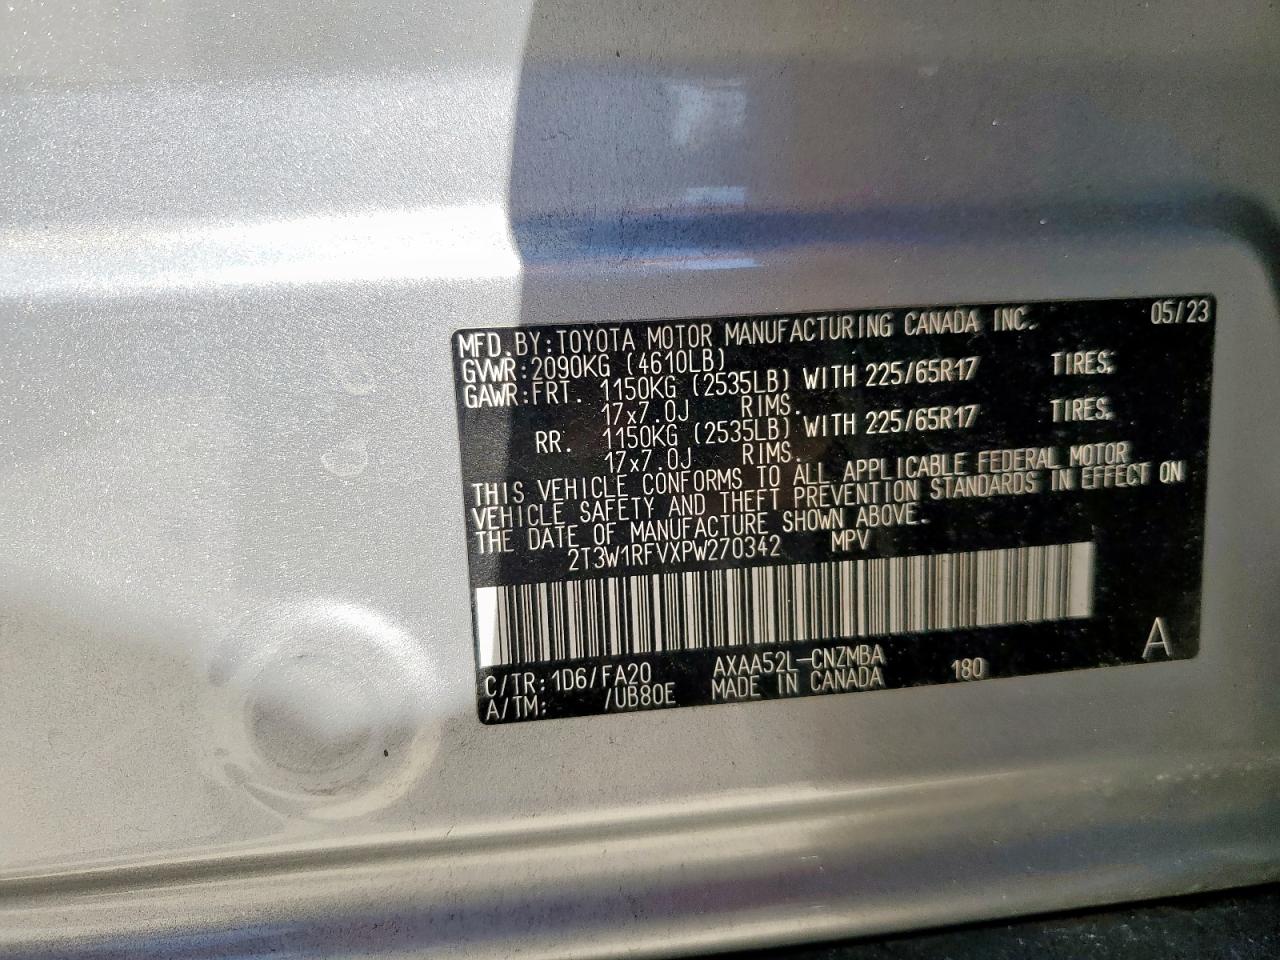 MFD.BY:TOYOTA MOTOR MANUFACTURING CANADA INC. 05/23
GVWR:2090KG (4610LB)
GAWR:FRT. 1150KG (2535LB) WITH 225/65R17 TIRES,
17x7.0J RIMS.
RR. 1150KG (2535LB) WITH 225/65R17 TIRES,
17x7.0J RIMS.
THIS VEHICLE CONFORMS TO ALL APPLICABLE FEDERAL MOTOR
VEHICLE SAFETY AND THEFT PREVENTION STANDARDS IN EFFECT ON
THE DATE OF MANUFACTURE SHOWN ABOVE.
2T3W1RFVXPW270342 MPV
C/TR:1D6/FA20 AXAA52L-CNZMBA 180 A
A/TM: /UB80E MADE IN CANADA